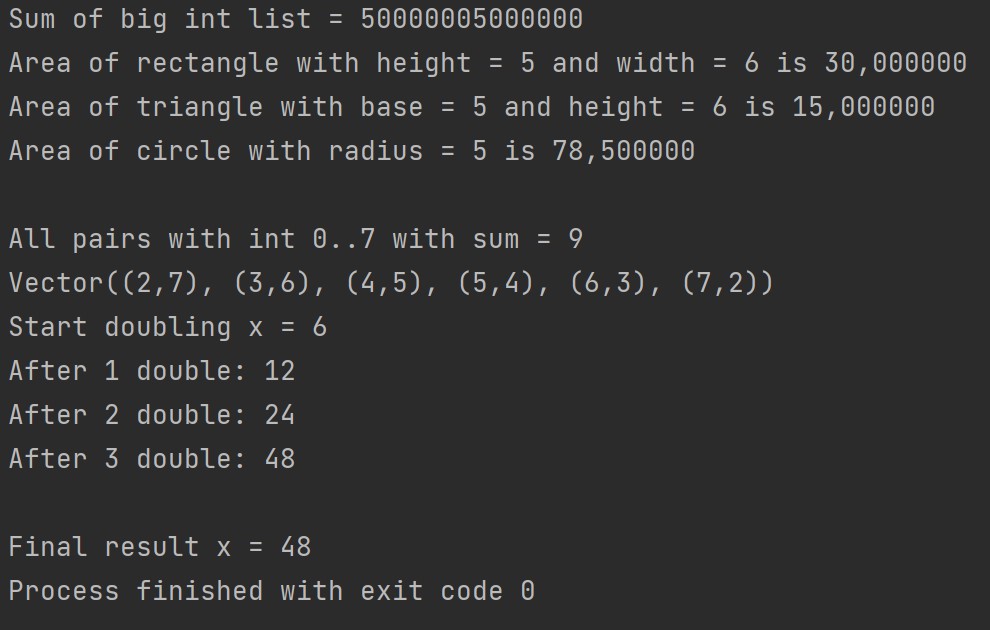 Sum of big int list = 50000005000000
Area of rectangle with height = 5 and width = 6 is 30,000000
Area of triangle with base = 5 and height = 6 is 15,000000
Area of circle with radius = 5 is 78,500000
All pairs with int 0..7 with sum = 9
Vector((2,7), (3,6), (4,5), (5,4), (6,3), (7,2))
Start doubling x = 6
After 1 double: 12
After 2 double: 24
After 3 double: 48
Final result x = 48
Process finished with exit code 0